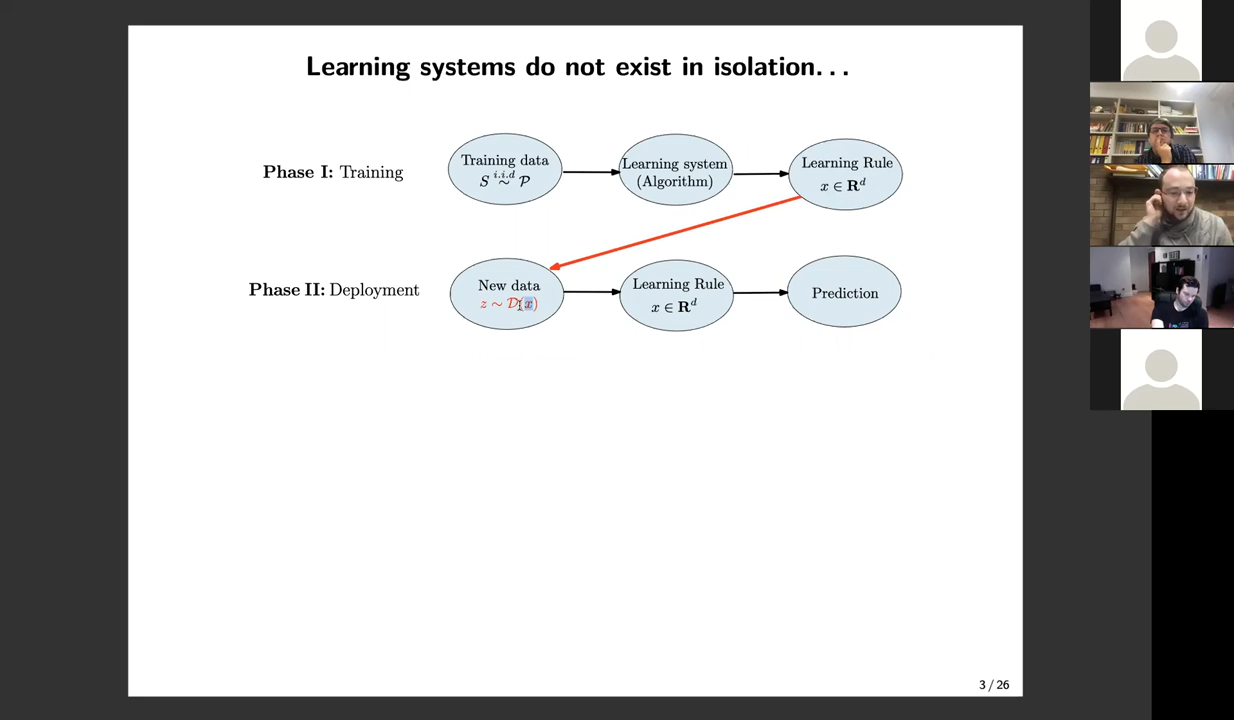 Learning systems do not exist in isolation...
Phase I: Training
Training data
S i.i.d ∼ 𝒫
Learning system
(Algorithm)
Learning Rule
x ∈ R^d
Phase II: Deployment
New data
z ∼ 𝒟(x)
Learning Rule
x ∈ R^d
Prediction
3 / 26